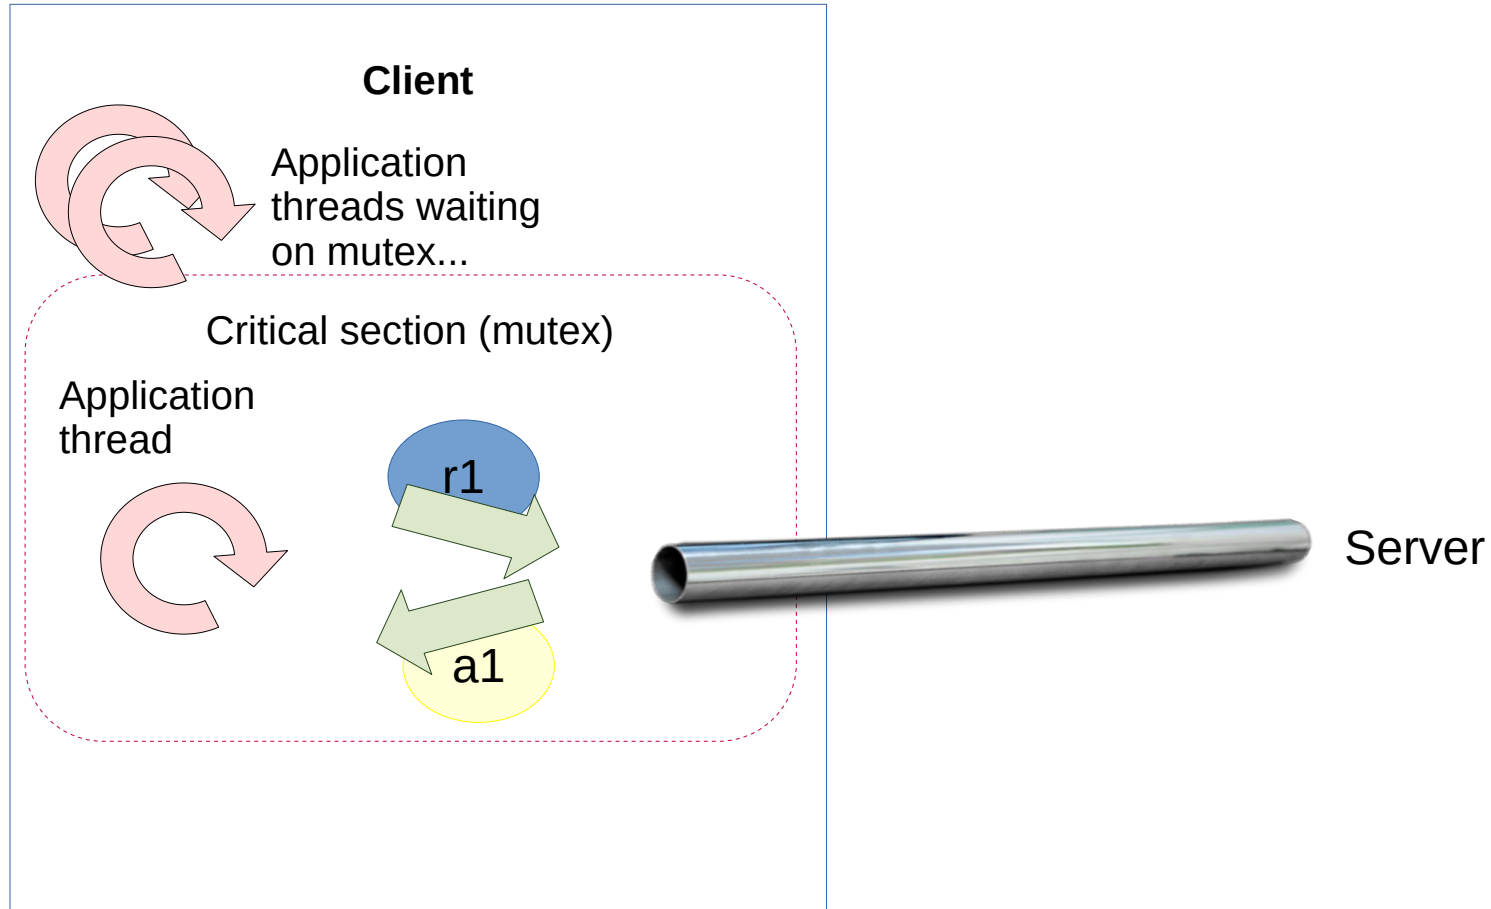 Client
Application
threads waiting
on mutex...
Critical section (mutex)
Application
thread
r1
Server
a1